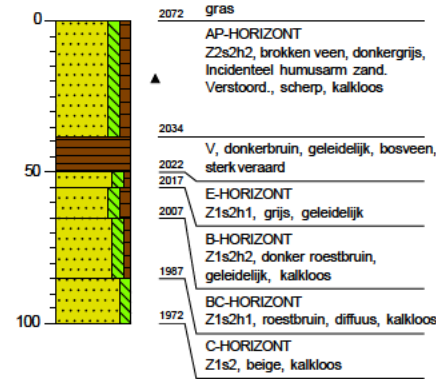 0
2072
gras
AP-HORIZONT
Z2s2h2, brokken veen, donkergrijs,
Incidenteel humusarm zand.
Verstoord., scherp, kalkloos
2034
V, donkerbruin, geleidelijk, bosveen,
sterk veraard
50
2022
2017
E-HORIZONT
Z1s2h1, grijs, geleidelijk
2007
B-HORIZONT
Z1s2h2, donker roestbruin,
geleidelijk, kalkloos
1987
BC-HORIZONT
Z1s2h1, roestbruin, diffuus, kalkloos
100
1972
C-HORIZONT
Z1s2, beige, kalkloos